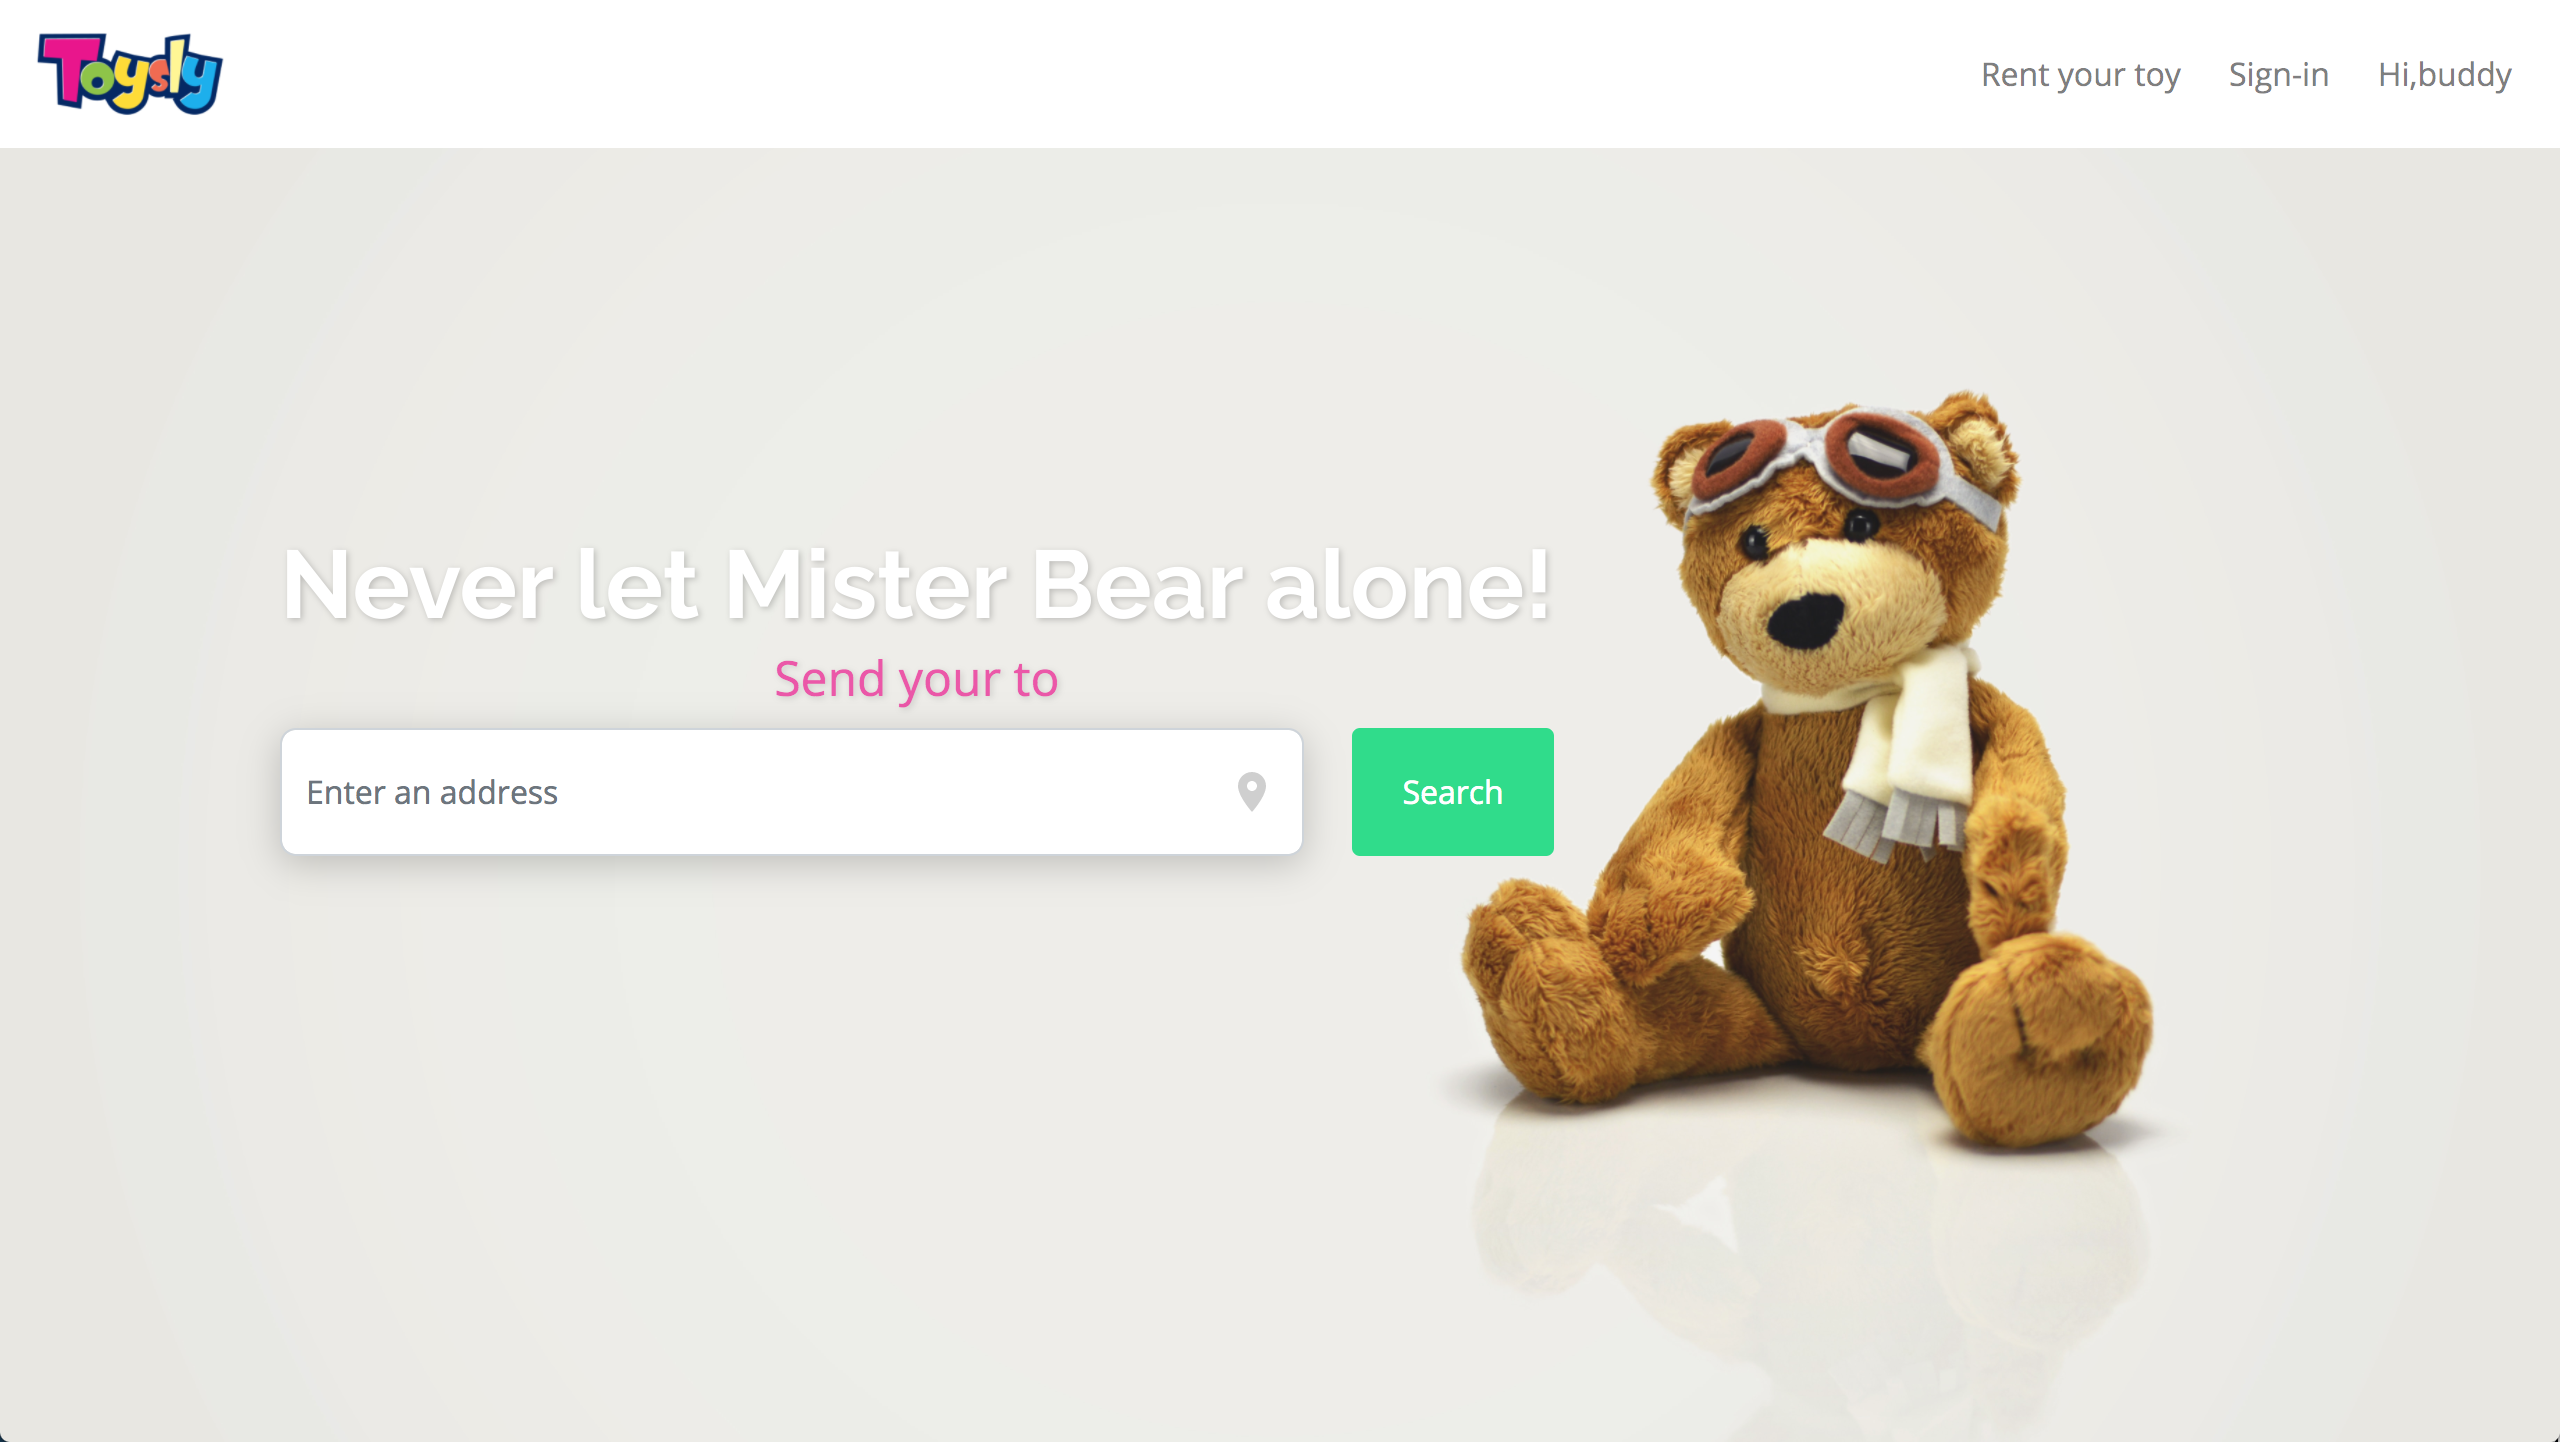 Toysly
Rent your toy
Sign-in
Hi,buddy
Never let Mister Bear alone!
Send your to
Enter an address
Search